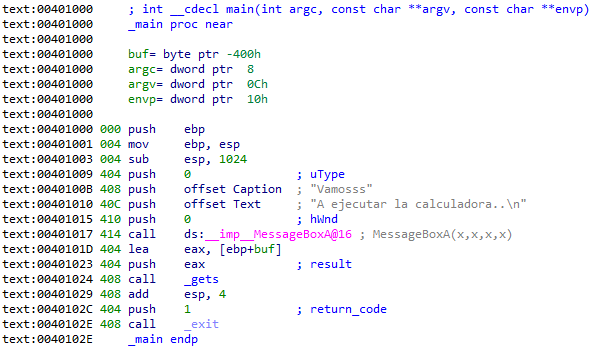 text:00401000 ; int __cdecl main(int argc, const char **argv, const char **envp)
text:00401000 _main proc near
text:00401000
text:00401000 buf= byte ptr -400h
text:00401000 argc= dword ptr 8
text:00401000 argv= dword ptr 0Ch
text:00401000 envp= dword ptr 10h
text:00401000
text:00401000 000 push ebp
text:00401001 004 mov ebp, esp
text:00401003 004 sub esp, 1024
text:00401009 404 push 0 ; uType
text:0040100B 408 push offset Caption ; "Vamosss"
text:00401010 40C push offset Text ; "A ejecutar la calculadora..\n"
text:00401015 410 push 0 ; hWnd
text:00401017 414 call ds:__imp__MessageBoxA@16 ; MessageBoxA(x,x,x,x)
text:0040101D 404 lea eax, [ebp+buf]
text:00401023 404 push eax ; result
text:00401024 408 call _gets
text:00401029 408 add esp, 4
text:0040102C 404 push 1 ; return_code
text:0040102E 408 call _exit
text:0040102E _main endp